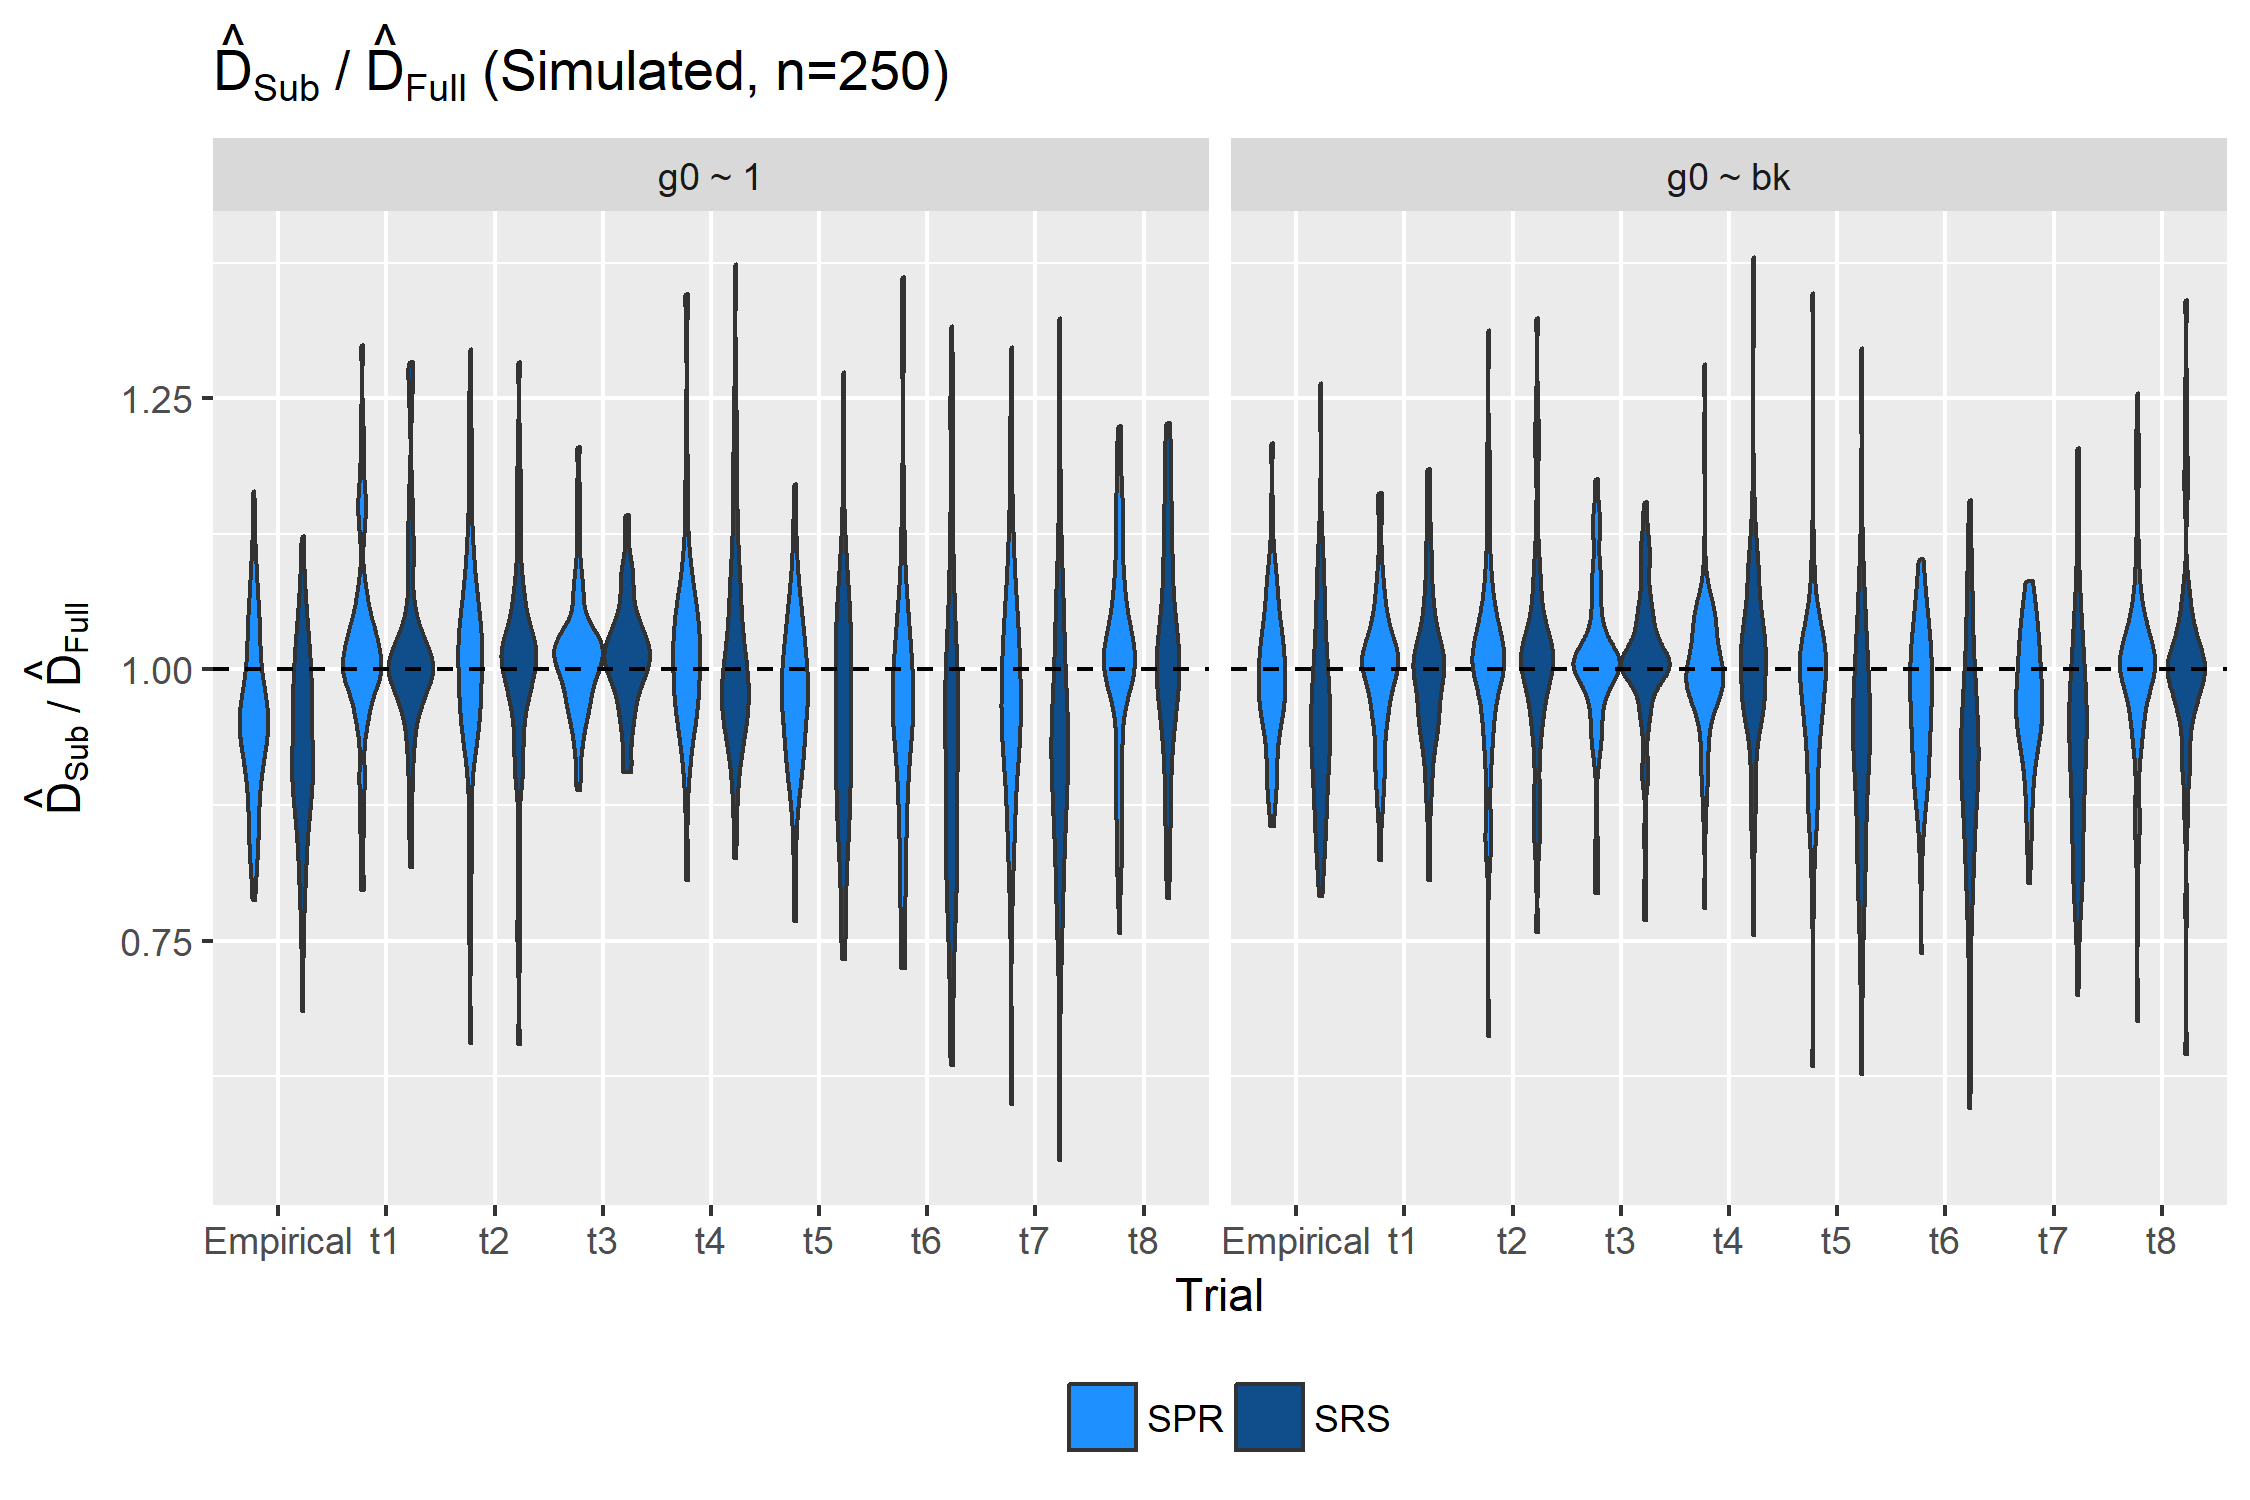 D̂Sub / D̂Full (Simulated, n=250)
g0 ~ 1
g0 ~ bk
D̂Sub / D̂Full
1.25
1.00
0.75
Empirical t1 t2 t3 t4 t5 t6 t7 t8
Empirical t1 t2 t3 t4 t5 t6 t7 t8
Trial
SPR SRS